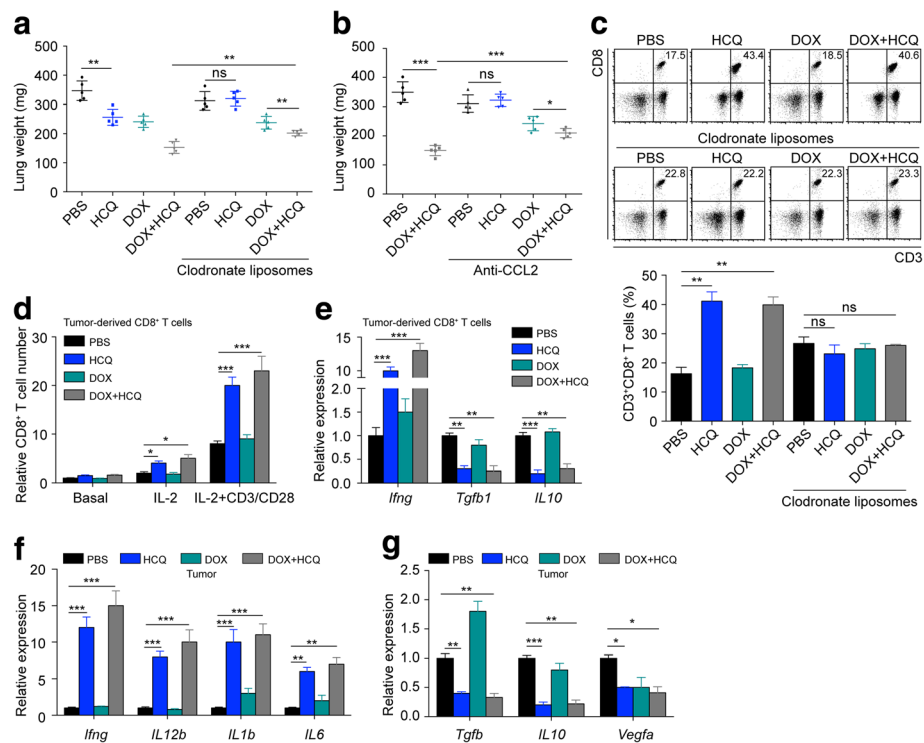 a
Lung weight (mg)
500
400
300
200
100
0
**
**
ns
**
PBS
HCQ
DOX
DOX+HCQ
PBS
HCQ
DOX
DOX+HCQ
Clodronate liposomes
b
Lung weight (mg)
500
400
300
200
100
0
***
***
ns
*
PBS
DOX+HCQ
PBS
HCQ
DOX
DOX+HCQ
Anti-CCL2
c
PBS HCQ DOX DOX+HCQ
CD8
17.5 43.4 18.5 40.6
Clodronate liposomes
PBS HCQ DOX DOX+HCQ
22.8 22.2 22.3 23.3
CD3
CD3⁺CD8⁺ T cells (%)
50
40
30
20
10
0
**
**
ns
ns
PBS
HCQ
DOX
DOX+HCQ
PBS
HCQ
DOX
DOX+HCQ
Clodronate liposomes
d
Relative CD8⁺ T cell number
Tumor-derived CD8⁺ T cells
PBS
HCQ
DOX
DOX+HCQ
30
20
10
0
*
*
***
***
Basal IL-2 IL-2+CD3/CD28
e
Relative expression
Tumor-derived CD8⁺ T cells
PBS
HCQ
DOX
DOX+HCQ
15
10
2.0
1.5
1.0
0.5
0.0
***
***
**
**
***
**
Ifng Tgfb1 IL10
f
PBS HCQ DOX DOX+HCQ
Tumor
Relative expression
20
15
10
5
0
***
***
***
***
***
***
**
**
Ifng IL12b IL1b IL6
g
PBS HCQ DOX DOX+HCQ
Tumor
Relative expression
2.5
2.0
1.5
1.0
0.5
0.0
**
**
***
**
*
*
Tgfb IL10 Vegfa